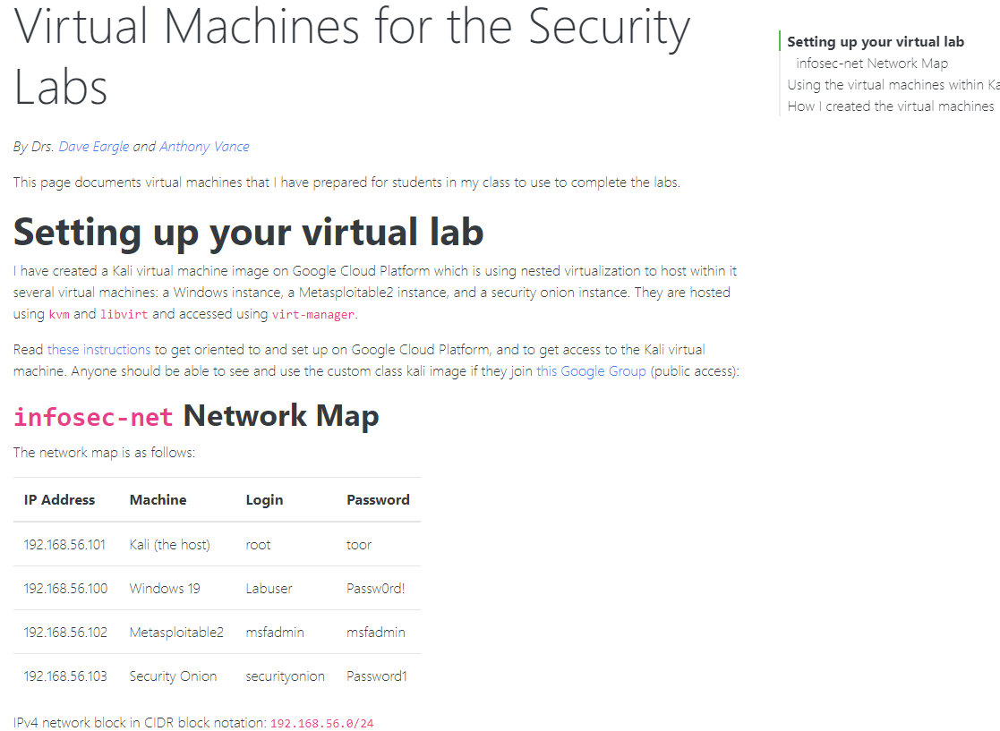 Virtual Machines for the Security
Labs
By Drs. Dave Eargle and Anthony Vance
This page documents virtual machines that I have prepared for students in my class to use to complete the labs.
Setting up your virtual lab
I have created a Kali virtual machine image on Google Cloud Platform which is using nested virtualization to host within it
several virtual machines: a Windows instance, a Metasploitable2 instance, and a security onion instance. They are hosted
using kvm and libvirt and accessed using virt-manager.
Read these instructions to get oriented to and set up on Google Cloud Platform, and to get access to the Kali virtual
machine. Anyone should be able to see and use the custom class kali image if they join this Google Group (public access):
infosec-net Network Map
The network map is as follows:
IP Address Machine Login Password
192.168.56.101 Kali (the host) root toor
192.168.56.100 Windows 19 Labuser Passw0rd!
192.168.56.102 Metasploitable2 msfadmin msfadmin
192.168.56.103 Security Onion securityonion Password1
IPv4 network block in CIDR block notation: 192.168.56.0/24
Setting up your virtual lab
infosec-net Network Map
Using the virtual machines within Ka
How I created the virtual machines